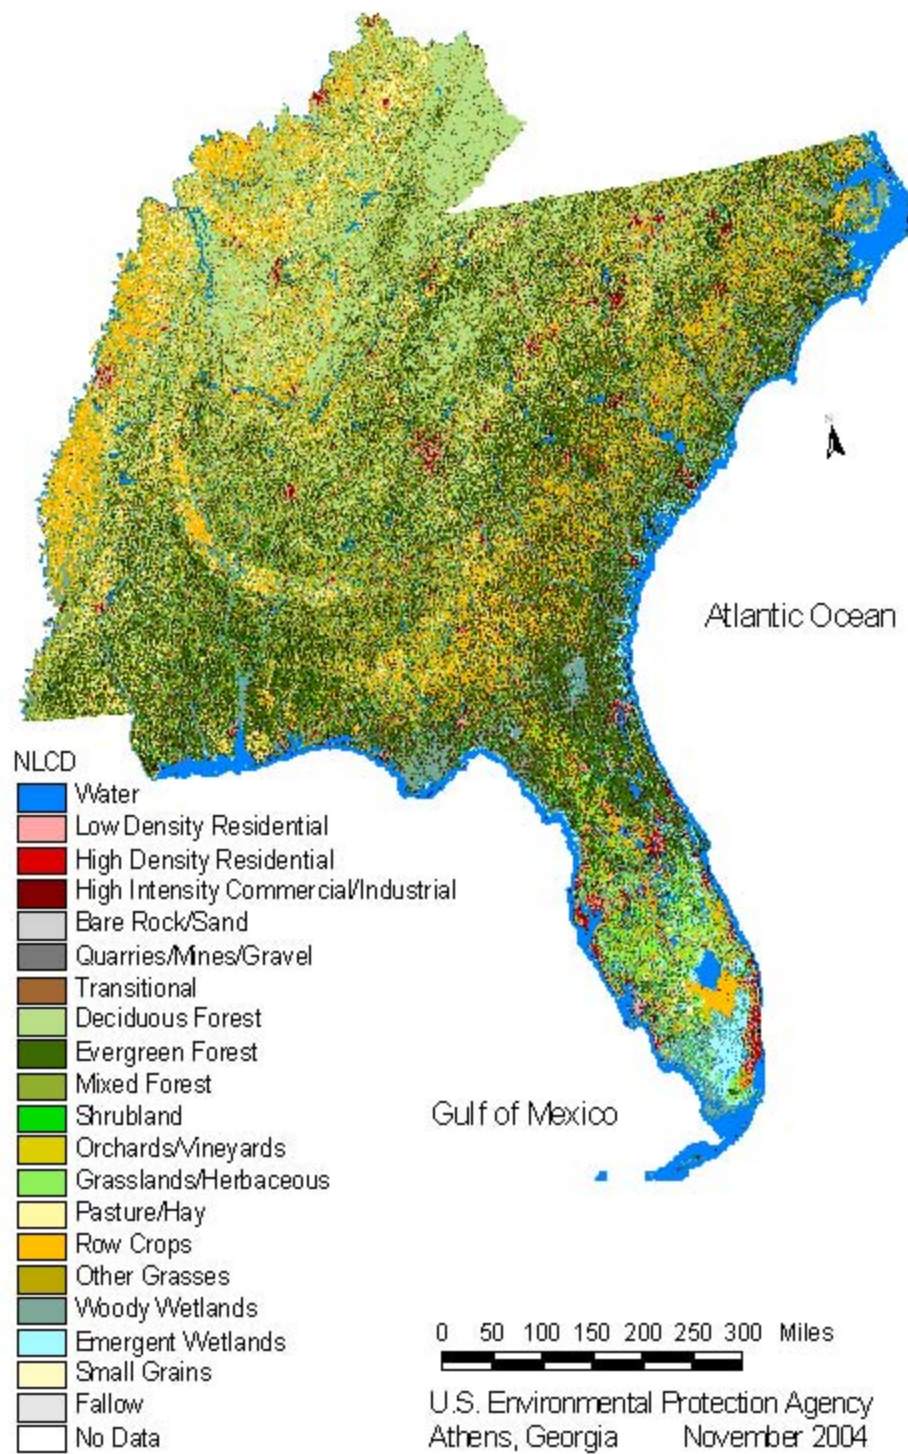 Atlantic Ocean
NLCD
Water
Low Density Residential
High Density Residential
High Intensity Commercial/Industrial
Bare Rock/Sand
Quarries/Mines/Gravel
Transitional
Deciduous Forest
Evergreen Forest
Mixed Forest
Shrubland
Orchards/Vineyards
Grasslands/Herbaceous
Pasture/Hay
Row Crops
Other Grasses
Woody Wetlands
Emergent Wetlands
Small Grains
Fallow
No Data
Gulf of Mexico
0 50 100 150 200 250 300 Miles
U.S. Environmental Protection Agency
Athens, Georgia November 2004